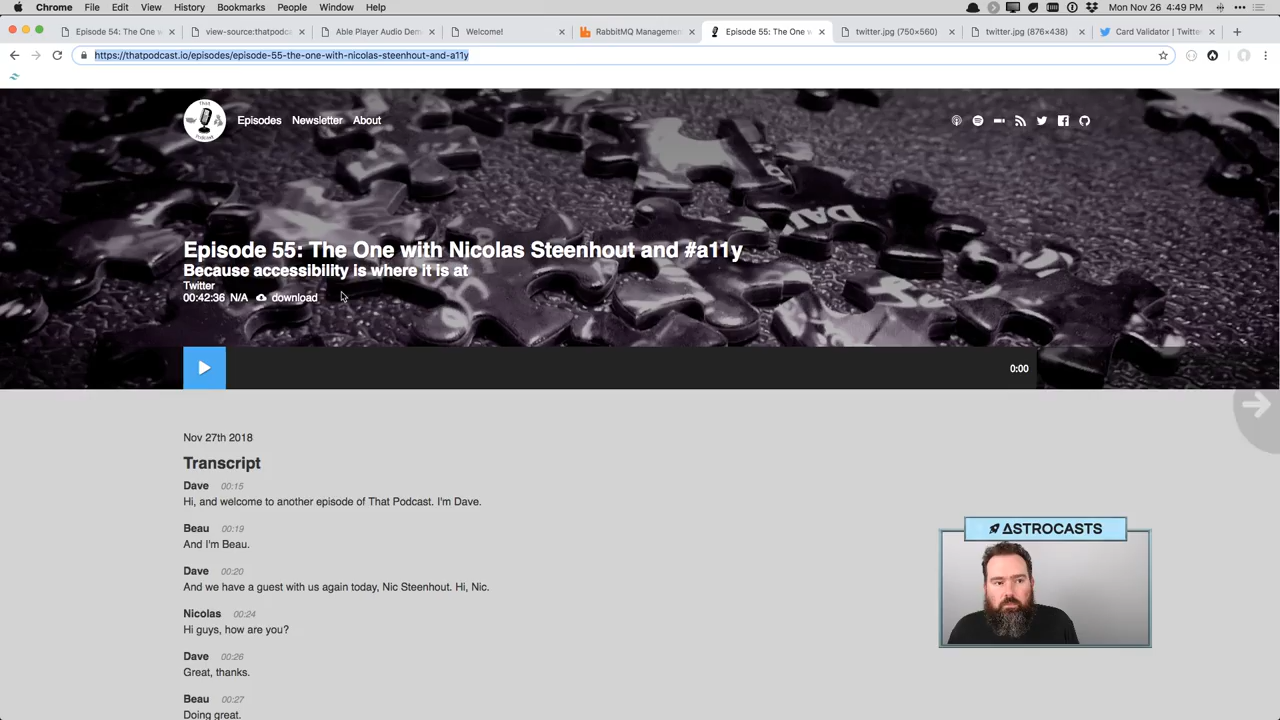 Chrome File Edit View History Bookmarks People Window Help
Mon Nov 26 4:49 PM
Episode 54: The One w
view-source:thatpodca
Able Player Audio Dem
Welcome!
RabbitMQ Managemen
Episode 55: The One w
twitter.jpg (750×560)
twitter.jpg (876×438)
Card Validator | Twitte
https://thatpodcast.io/episodes/episode-55-the-one-with-nicolas-steenhout-and-a11y
That
PODCAST
Episodes Newsletter About
Episode 55: The One with Nicolas Steenhout and #a11y
Because accessibility is where it is at
Twitter
00:42:36 N/A download
0:00
Nov 27th 2018
Transcript
Dave 00:15
Hi, and welcome to another episode of That Podcast. I'm Dave.
Beau 00:19
And I'm Beau.
Dave 00:20
And we have a guest with us again today, Nic Steenhout. Hi, Nic.
Nicolas 00:24
Hi guys, how are you?
Dave 00:26
Great, thanks.
Beau 00:27
Doing great.
ASTROCASTS